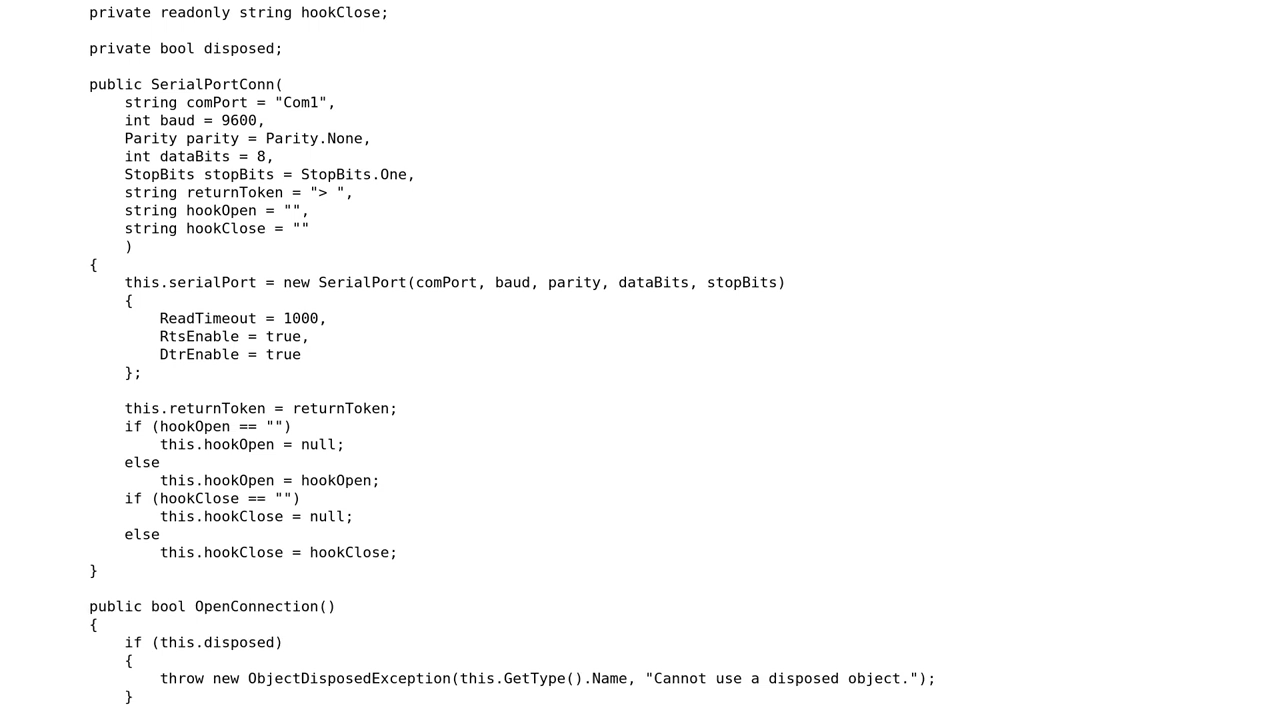 private readonly string hookClose;
private bool disposed;
public SerialPortConn(
string comPort = "Com1",
int baud = 9600,
Parity parity = Parity.None,
int dataBits = 8,
StopBits stopBits = StopBits.One,
string returnToken = "> ",
string hookOpen = "",
string hookClose = ""
)
{
this.serialPort = new SerialPort(comPort, baud, parity, dataBits, stopBits)
{
ReadTimeout = 1000,
RtsEnable = true,
DtrEnable = true
};
this.returnToken = returnToken;
if (hookOpen == "")
this.hookOpen = null;
else
this.hookOpen = hookOpen;
if (hookClose == "")
this.hookClose = null;
else
this.hookClose = hookClose;
}
public bool OpenConnection()
{
if (this.disposed)
{
throw new ObjectDisposedException(this.GetType().Name, "Cannot use a disposed object.");
}